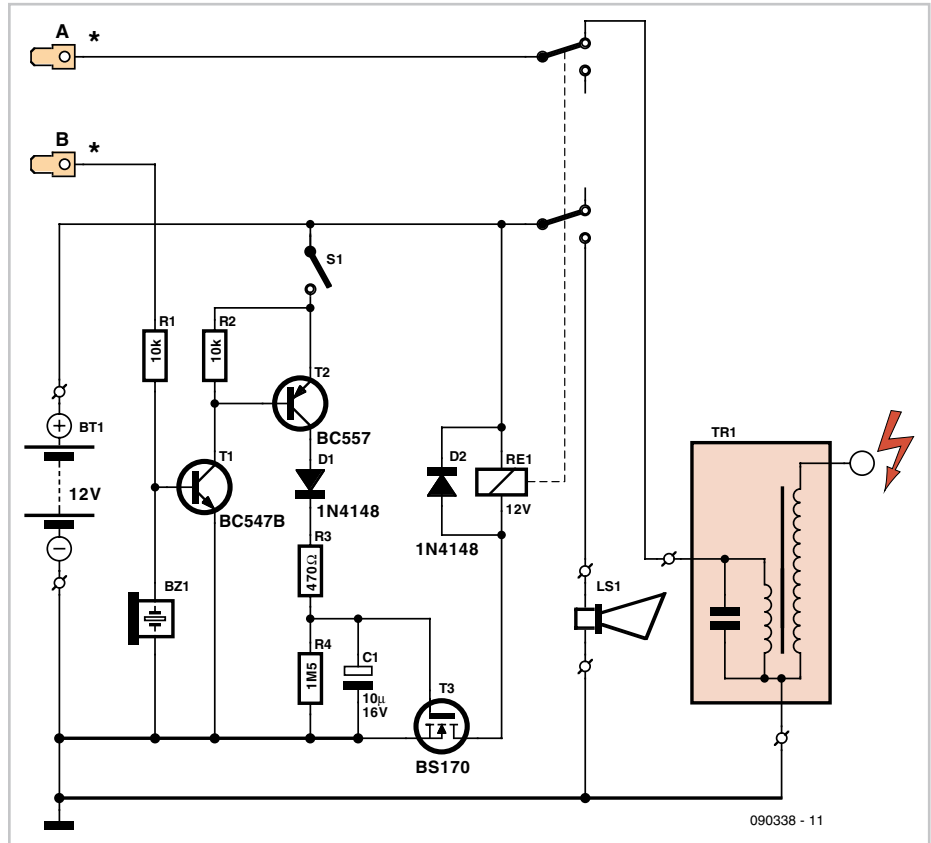 A *
B *
S1
R1
10k
R2
10k
T2
BC557
BT1
12V
T1
BC547B
D1
1N4148
D2
1N4148
RE1
12V
TR1
R3
470Ω
BZ1
LS1
R4
1M5
C1
10μ
16V
T3
BS170
090338 - 11